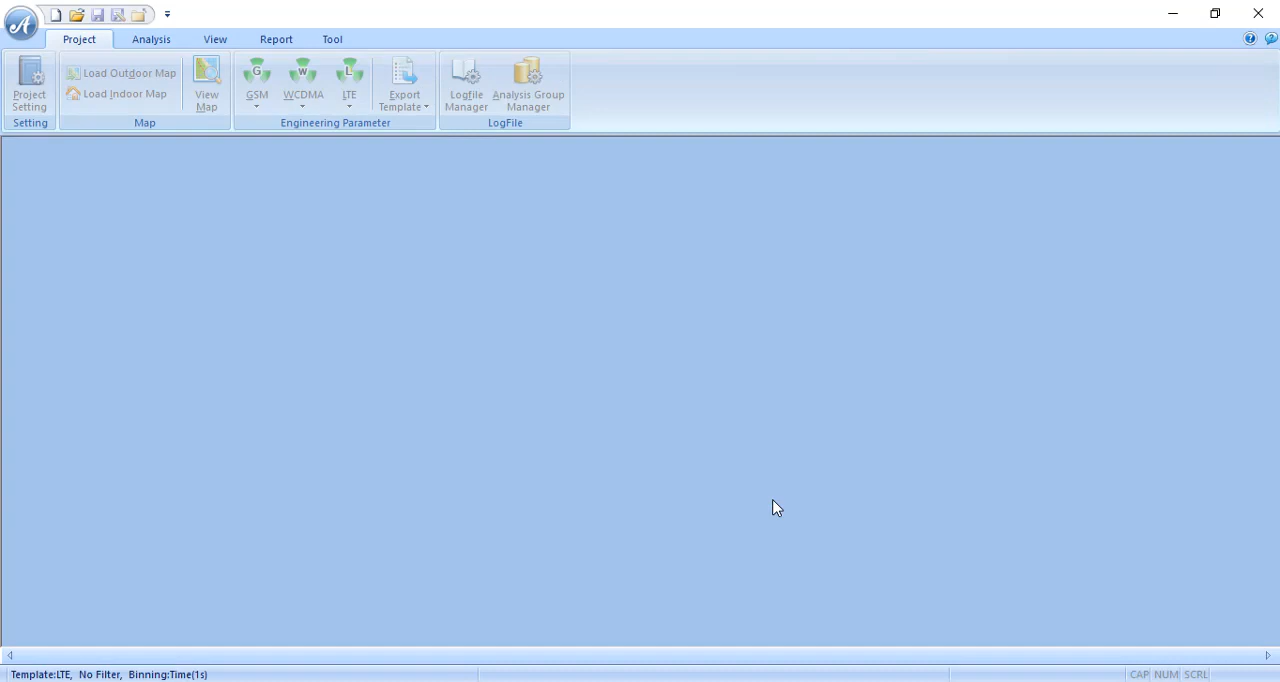 A
Project Analysis View Report Tool
Project Setting
Load Outdoor Map
Load Indoor Map
View Map
G GSM
W WCDMA
L LTE
Export Template
Logfile Manager
Analysis Group Manager
Setting Map Engineering Parameter LogFile
Template:LTE, No Filter, Binning:Time(1s) CAP NUM SCRL